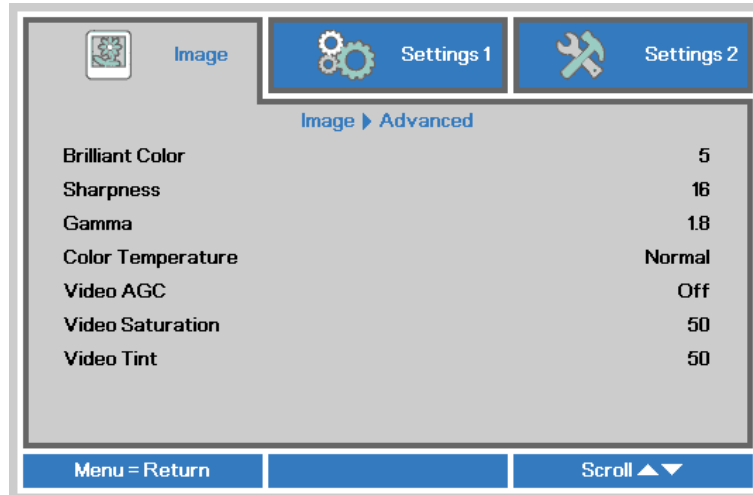 Image Settings 1 Settings 2
Image ▶ Advanced
Brilliant Color 5
Sharpness 16
Gamma 1.8
Color Temperature Normal
Video AGC Off
Video Saturation 50
Video Tint 50
Menu = Return Scroll ▲▼